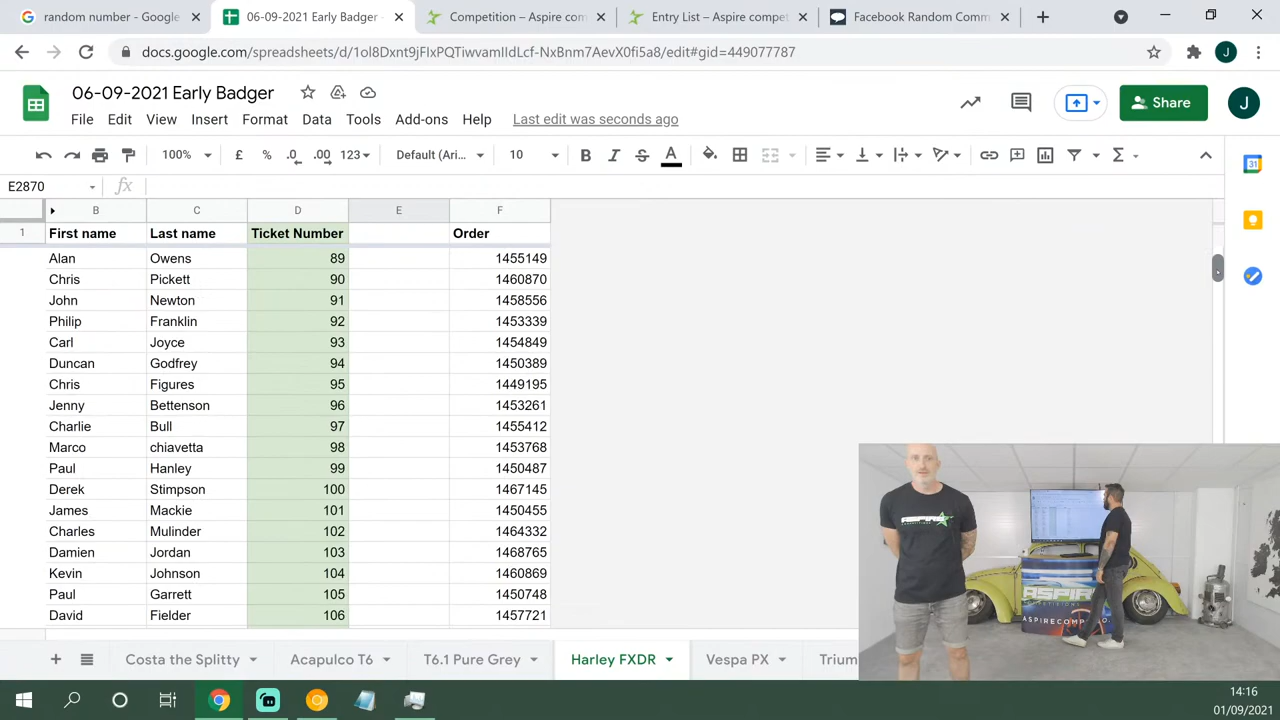 random number - Google
06-09-2021 Early Badger -
Competition – Aspire com
Entry List – Aspire compet
Facebook Random Comm
docs.google.com/spreadsheets/d/1ol8Dxnt9jFIxPQTiwvamIIdLcf-NxBnm7AevX0fi5a8/edit#gid=449077787
J
06-09-2021 Early Badger
Share
J
File Edit View Insert Format Data Tools Add-ons Help Last edit was seconds ago
100% £ % .0 .00 123 Default (Ari... 10 B I S A Σ
E2870 fx
31
B C D E F
1 First name Last name Ticket Number Order
Alan Owens 89 1455149
Chris Pickett 90 1460870
John Newton 91 1458556
Philip Franklin 92 1453339
Carl Joyce 93 1454849
Duncan Godfrey 94 1450389
Chris Figures 95 1449195
Jenny Bettenson 96 1453261
Charlie Bull 97 1455412
Marco chiavetta 98 1453768
Paul Hanley 99 1450487
Derek Stimpson 100 1467145
James Mackie 101 1450455
Charles Mulinder 102 1464332
Damien Jordan 103 1468765
Kevin Johnson 104 1460869
Paul Garrett 105 1450748
David Fielder 106 1457721
ASPIRE
ASPIRE
ASPIRECOMP
Costa the Splitty Acapulco T6 T6.1 Pure Grey Harley FXDR Vespa PX Trium
14:16
01/09/2021